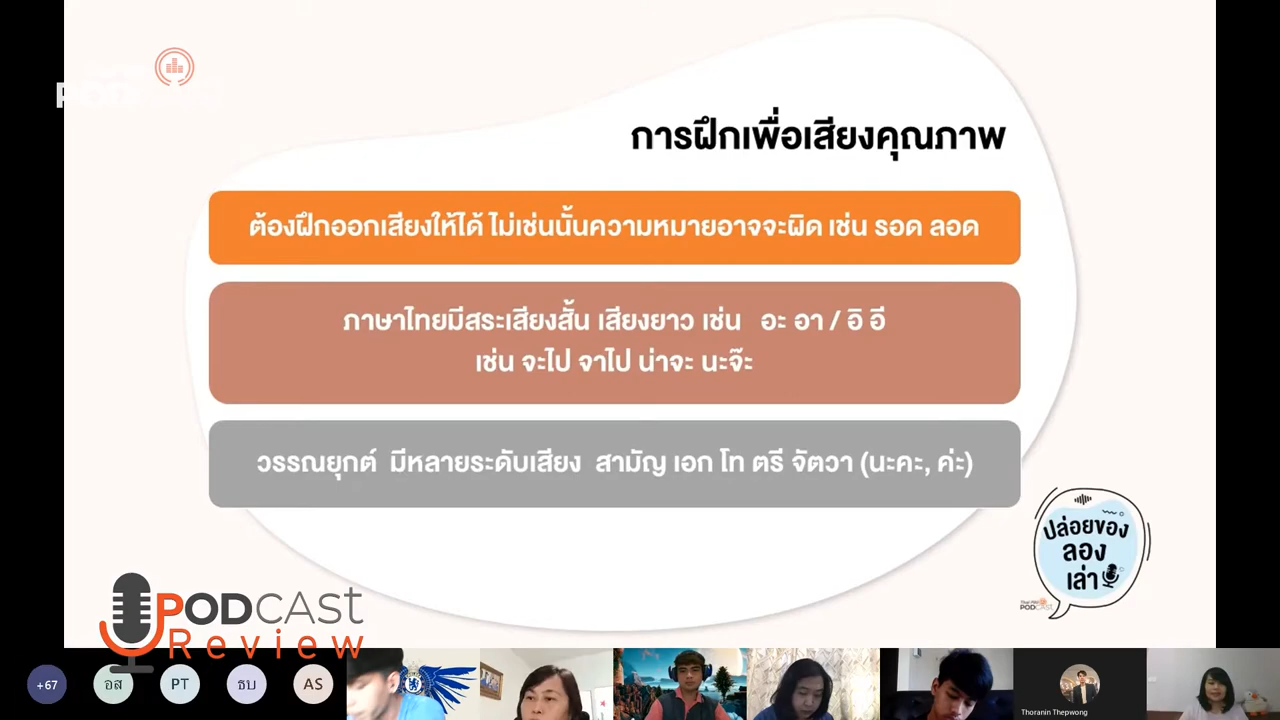 การฝึกเพื่อเสียงคุณภาพ
ต้องฝึกออกเสียงให้ได้ ไม่เช่นนั้นความหมายอาจจะผิด เช่น รอด ลอด
ภาษาไทยมีสระเสียงสั้น เสียงยาว เช่น อะ อา / อิ อี
เช่น จะไป จาไป น่าจะ นะจ๊ะ
วรรณยุกต์ มีหลายระดับเสียง สามัญ เอก โท ตรี จัตวา (นะคะ, ค่ะ)
ปล่อยของ
ลอง
เล่า
PODCAST
PODCAST
Review
+67
อส
PT
ธบ
AS
Thoranin Thepwong